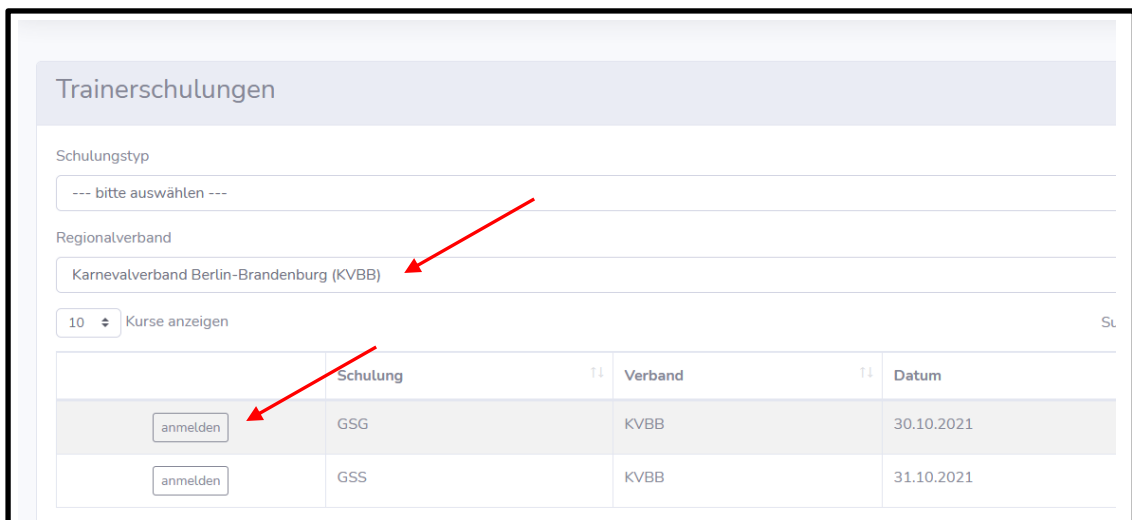 Trainerschulungen
Schulungstyp
--- bitte auswählen ---
Regionalverband
Karnevalverband Berlin-Brandenburg (KVBB)
10 Kurse anzeigen
Schulung Verband Datum
anmelden GSG KVBB 30.10.2021
anmelden GSS KVBB 31.10.2021